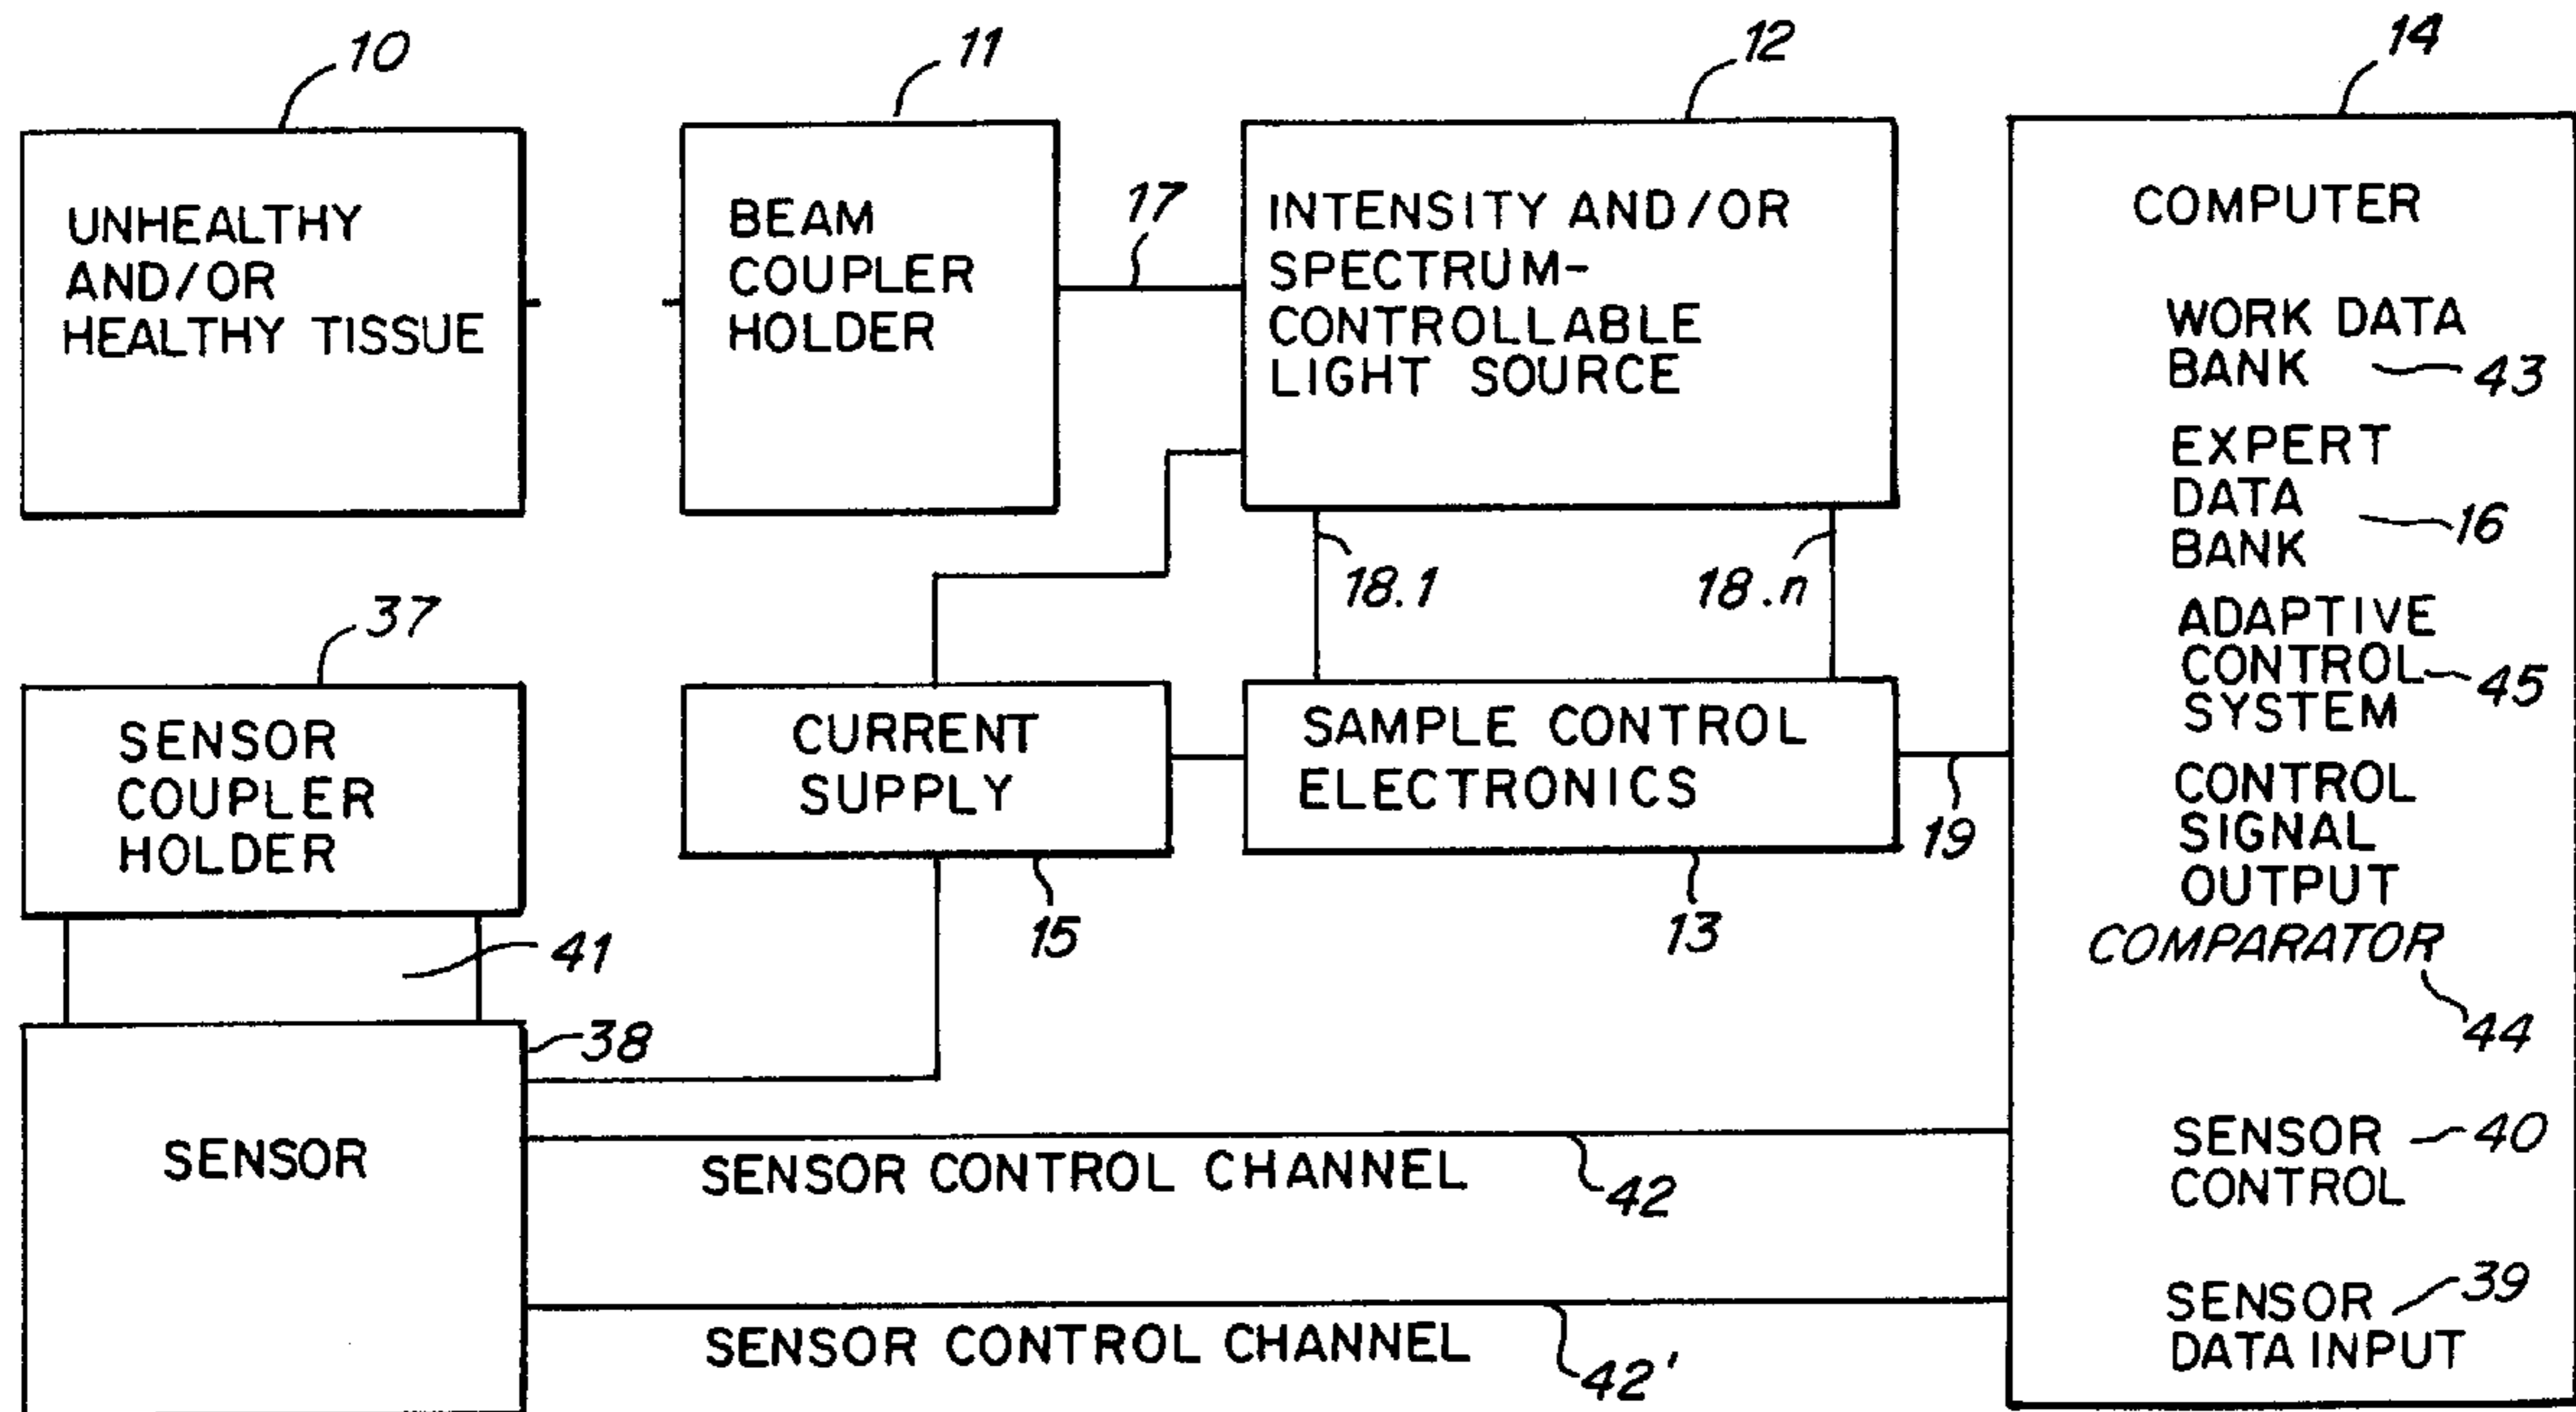 10
11
12
14
UNHEALTHY
AND/OR
HEALTHY TISSUE
BEAM
COUPLER
HOLDER
17
INTENSITY AND/OR
SPECTRUM-
CONTROLLABLE
LIGHT SOURCE
COMPUTER
WORK DATA
BANK 43
EXPERT
DATA
BANK
16
18.1
18.n
ADAPTIVE
CONTROL
SYSTEM
45
37
SENSOR
COUPLER
HOLDER
CURRENT
SUPPLY
SAMPLE CONTROL
ELECTRONICS
19
CONTROL
SIGNAL
OUTPUT
COMPARATOR
44
41
15
13
38
SENSOR
SENSOR CONTROL CHANNEL
42
SENSOR
CONTROL
40
SENSOR CONTROL CHANNEL
42'
SENSOR
DATA INPUT
39